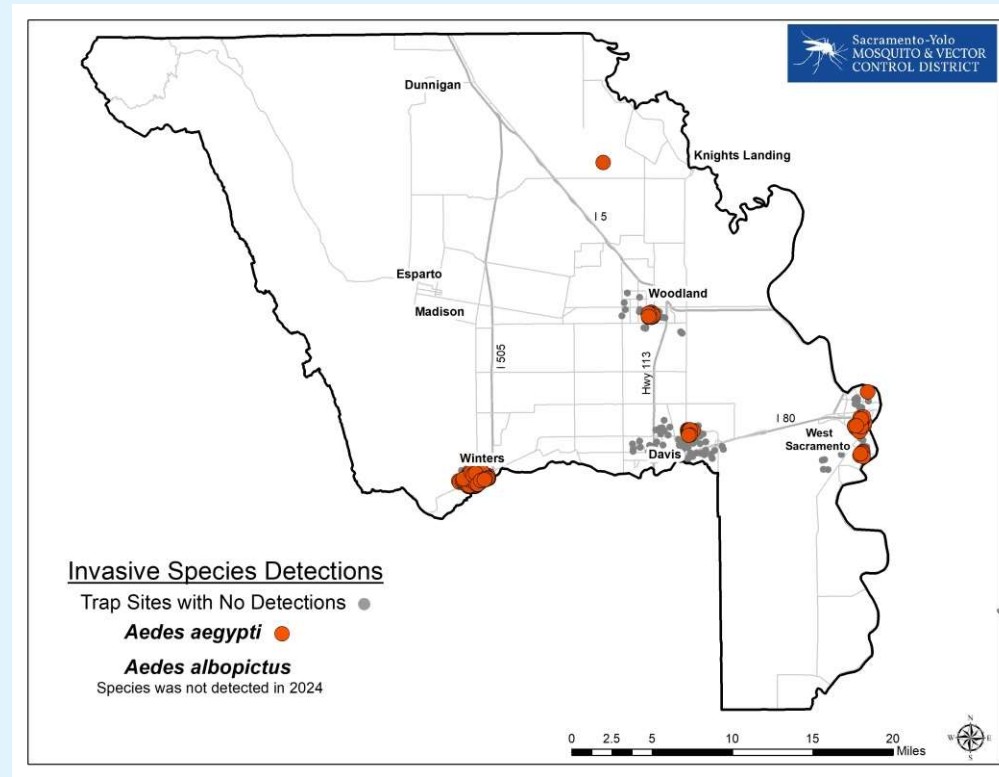 Sacramento-Yolo
MOSQUITO & VECTOR
CONTROL DISTRICT
Dunnigan
Knights Landing
I 5
Esparto
Woodland
Madison
I 505
Hwy 113
I 80
West
Sacramento
Winters
Davis
Invasive Species Detections
Trap Sites with No Detections
Aedes aegypti
Aedes albopictus
Species was not detected in 2024
0 2.5 5 10 15 20
Miles
N
W E
S